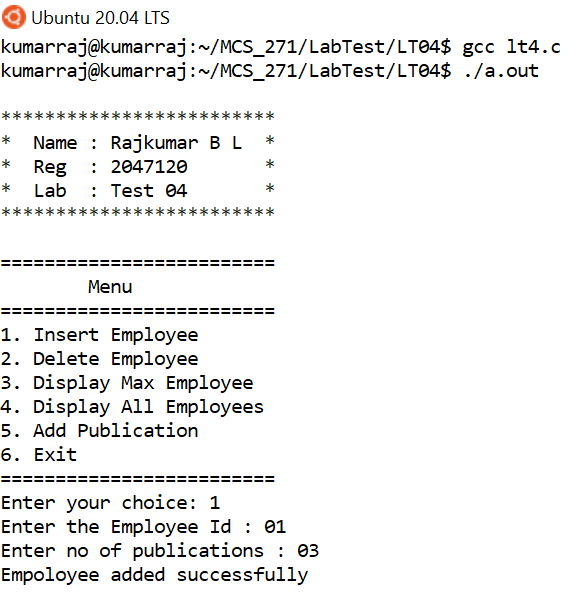 Ubuntu 20.04 LTS
kumarraj@kumarraj:~/MCS_271/LabTest/LT04$ gcc lt4.c
kumarraj@kumarraj:~/MCS_271/LabTest/LT04$ ./a.out
*************************
*  Name : Rajkumar B L  *
*  Reg  : 2047120       *
*  Lab  : Test 04       *
*************************
=========================
        Menu
=========================
1. Insert Employee
2. Delete Employee
3. Display Max Employee
4. Display All Employees
5. Add Publication
6. Exit
=========================
Enter your choice: 1
Enter the Employee Id : 01
Enter no of publications : 03
Empoloyee added successfully